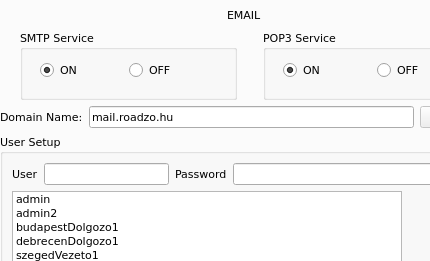 EMAIL
SMTP Service
POP3 Service
ON
OFF
ON
OFF
Domain Name: mail.roadzo.hu
User Setup
User
Password
admin
admin2
budapestDolgozo1
debrecenDolgozo1
szegedVezeto1